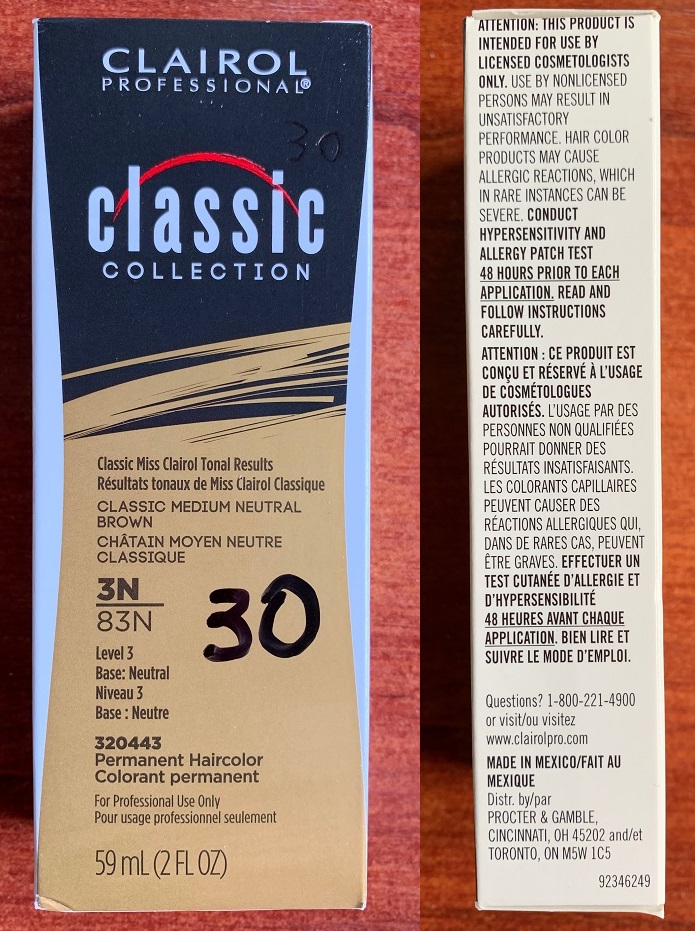 CLAIROL
PROFESSIONAL®
30
classic
COLLECTION
Classic Miss Clairol Tonal Results
Résultats tonaux de Miss Clairol Classique
CLASSIC MEDIUM NEUTRAL
BROWN
CHÂTAIN MOYEN NEUTRE
CLASSIQUE
3N
83N
30
Level 3
Base: Neutral
Niveau 3
Base : Neutre
320443
Permanent Haircolor
Colorant permanent
For Professional Use Only
Pour usage professionnel seulement
59 mL (2 FL OZ)
ATTENTION: THIS PRODUCT IS
INTENDED FOR USE BY
LICENSED COSMETOLOGISTS
ONLY. USE BY NONLICENSED
PERSONS MAY RESULT IN
UNSATISFACTORY
PERFORMANCE. HAIR COLOR
PRODUCTS MAY CAUSE
ALLERGIC REACTIONS, WHICH
IN RARE INSTANCES CAN BE
SEVERE. CONDUCT
HYPERSENSITIVITY AND
ALLERGY PATCH TEST
48 HOURS PRIOR TO EACH
APPLICATION. READ AND
FOLLOW INSTRUCTIONS
CAREFULLY.
ATTENTION : CE PRODUIT EST
CONÇU ET RÉSERVÉ À L'USAGE
DE COSMÉTOLOGUES
AUTORISÉS. L'USAGE PAR DES
PERSONNES NON QUALIFIÉES
POURRAIT DONNER DES
RÉSULTATS INSATISFAISANTS.
LES COLORANTS CAPILLAIRES
PEUVENT CAUSER DES
RÉACTIONS ALLERGIQUES QUI,
DANS DE RARES CAS, PEUVENT
ÊTRE GRAVES. EFFECTUER UN
TEST CUTANÉE D'ALLERGIE ET
D'HYPERSENSIBILITÉ
48 HEURES AVANT CHAQUE
APPLICATION. BIEN LIRE ET
SUIVRE LE MODE D'EMPLOI.
Questions? 1-800-221-4900
or visit/ou visitez
www.clairolpro.com
MADE IN MEXICO/FAIT AU
MEXIQUE
Distr. by/par
PROCTER & GAMBLE,
CINCINNATI, OH 45202 and/et
TORONTO, ON M5W 1C5
92346249